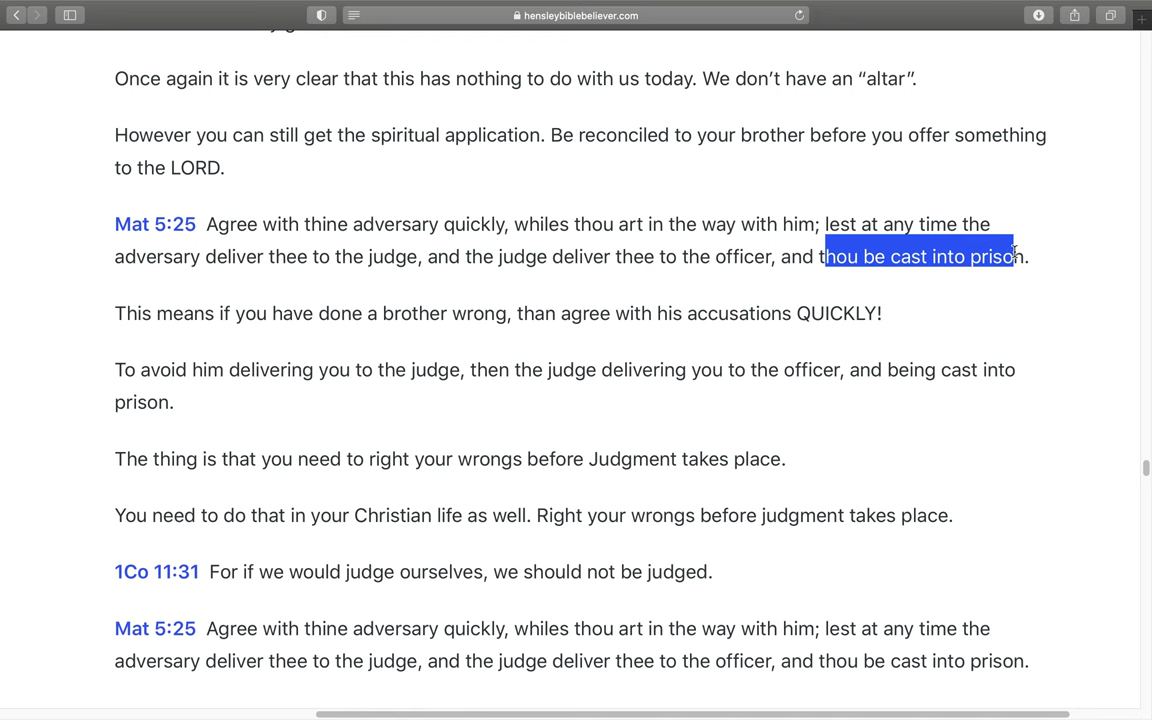 hensleybiblebeliever.com
Once again it is very clear that this has nothing to do with us today. We don’t have an “altar”.
However you can still get the spiritual application. Be reconciled to your brother before you offer something
to the LORD.
Mat 5:25 Agree with thine adversary quickly, whiles thou art in the way with him; lest at any time the
adversary deliver thee to the judge, and the judge deliver thee to the officer, and thou be cast into prison.
This means if you have done a brother wrong, than agree with his accusations QUICKLY!
To avoid him delivering you to the judge, then the judge delivering you to the officer, and being cast into
prison.
The thing is that you need to right your wrongs before Judgment takes place.
You need to do that in your Christian life as well. Right your wrongs before judgment takes place.
1Co 11:31 For if we would judge ourselves, we should not be judged.
Mat 5:25 Agree with thine adversary quickly, whiles thou art in the way with him; lest at any time the
adversary deliver thee to the judge, and the judge deliver thee to the officer, and thou be cast into prison.